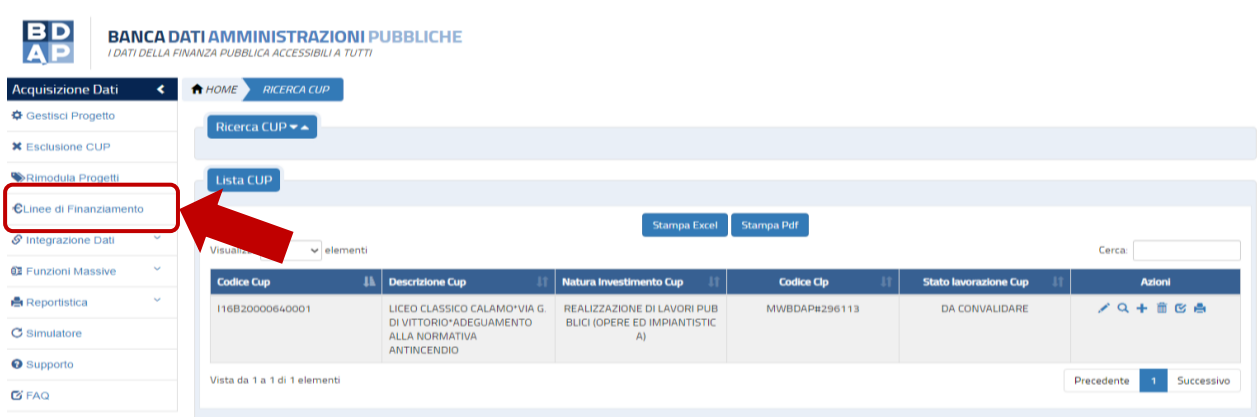 BD
AP
BANCA DATI AMMINISTRAZIONI PUBBLICHE
I DATI DELLA FINANZA PUBBLICA ACCESSIBILI A TUTTI
Acquisizione Dati
HOME
RICERCA CUP
Gestisci Progetto
Esclusione CUP
Rimodula Progetti
€Linee di Finanziamento
Integrazione Dati
Funzioni Massive
Reportistica
Simulatore
Supporto
FAQ
Ricerca CUP
Lista CUP
Stampa Excel
Stampa Pdf
elementi
Cerca:
Codice Cup
Descrizione Cup
Natura Investimento Cup
Codice Clp
Stato lavorazione Cup
Azioni
I16B20000640001
LICEO CLASSICO CALAMO*VIA G.
DI VITTORIO*ADEGUAMENTO
ALLA NORMATIVA
ANTINCENDIO
REALIZZAZIONE DI LAVORI PUB
BLICI (OPERE ED IMPIANTISTIC
A)
MWBDAP#296113
DA CONVALIDARE
Vista da 1 a 1 di 1 elementi
Precedente
1
Successivo